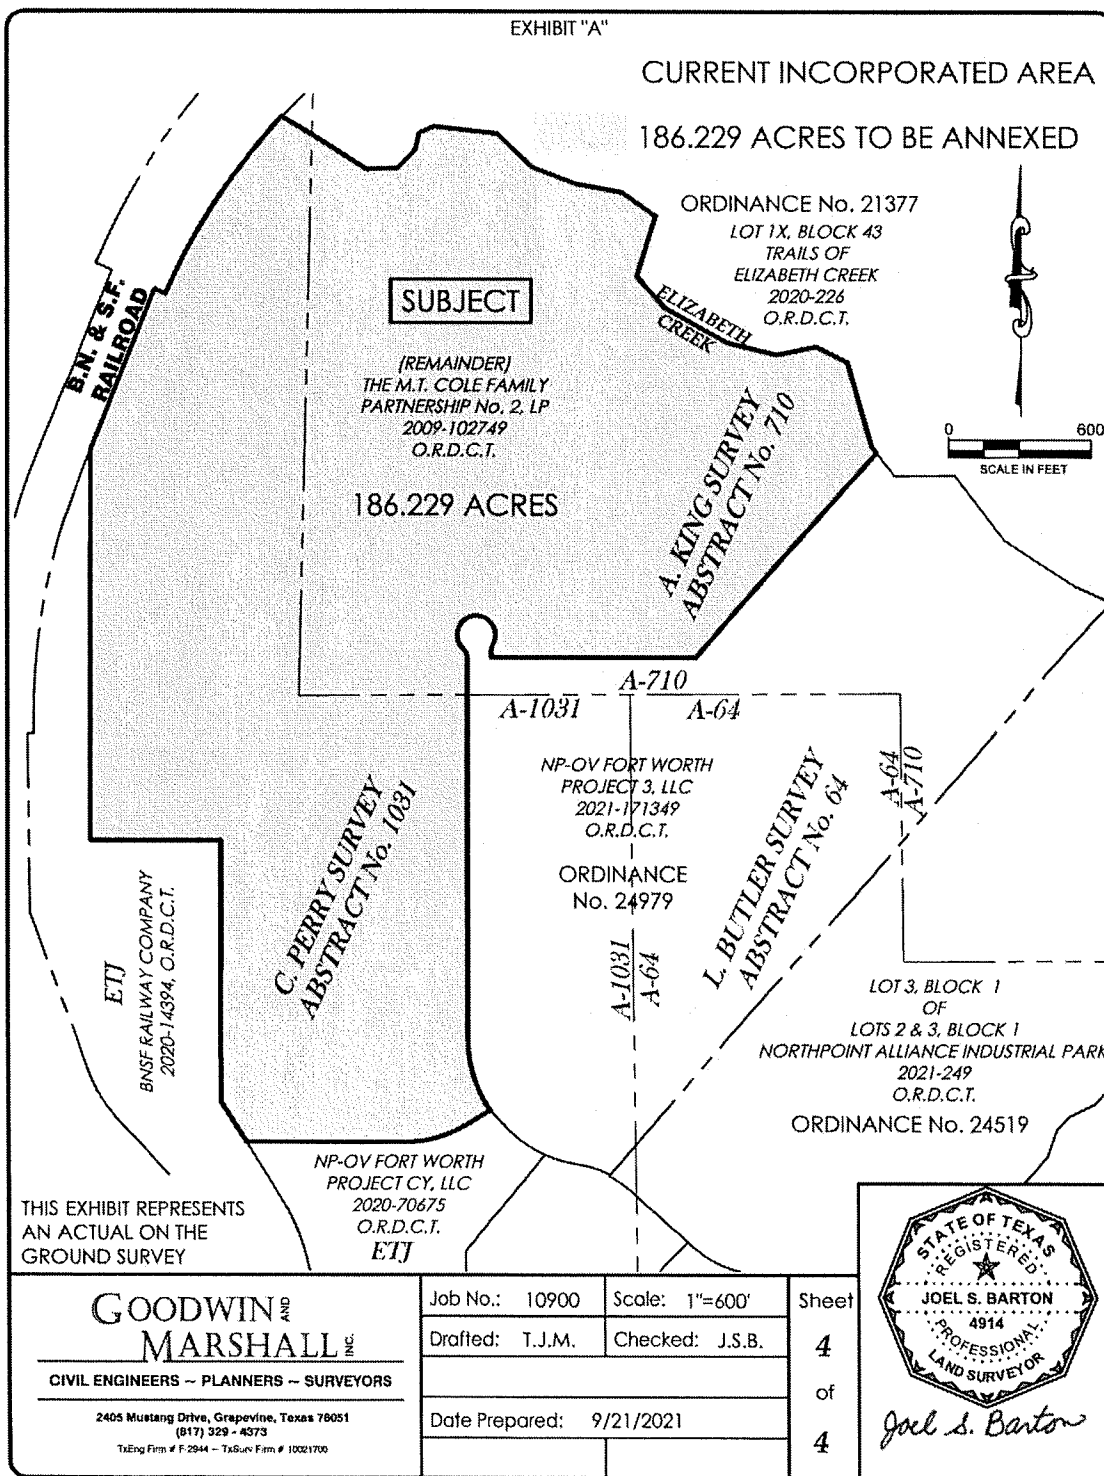 EXHIBIT "A"
CURRENT INCORPORATED AREA
186.229 ACRES TO BE ANNEXED
ORDINANCE No. 21377
LOT 1X, BLOCK 43
TRAILS OF
ELIZABETH CREEK
2020-226
O.R.D.C.T.
B.N. & S.F.
RAILROAD
SUBJECT
ELIZABETH
CREEK
(REMAINDER)
THE M.T. COLE FAMILY
PARTNERSHIP No. 2, LP
2009-102749
O.R.D.C.T.
186.229 ACRES
A. KING SURVEY
ABSTRACT No. 710
0 600
SCALE IN FEET
A-710
A-1031
A-64
A-64
A-710
NP-OV FORT WORTH
PROJECT 3, LLC
2021-171349
O.R.D.C.T.
ORDINANCE
No. 24979
C. PERRY SURVEY
ABSTRACT No. 1031
L. BUTLER SURVEY
ABSTRACT No. 64
A-1031
A-64
ETJ
BNSF RAILWAY COMPANY
2020-14394, O.R.D.C.T.
LOT 3, BLOCK 1
OF
LOTS 2 & 3, BLOCK 1
NORTHPOINT ALLIANCE INDUSTRIAL PARK
2021-249
O.R.D.C.T.
ORDINANCE No. 24519
NP-OV FORT WORTH
PROJECT CY, LLC
2020-70675
O.R.D.C.T.
ETJ
THIS EXHIBIT REPRESENTS
AN ACTUAL ON THE
GROUND SURVEY
GOODWIN AND
MARSHALL INC.
CIVIL ENGINEERS ~ PLANNERS ~ SURVEYORS
2405 Mustang Drive, Grapevine, Texas 76051
(817) 329 - 4373
TxEng Firm # F-2944 ~ TxSurv Firm # 10021700
Job No.: 10900
Scale: 1"=600'
Drafted: T.J.M.
Checked: J.S.B.
Date Prepared: 9/21/2021
Sheet
4
of
4
STATE OF TEXAS
REGISTERED
JOEL S. BARTON
4914
PROFESSIONAL
LAND SURVEYOR
Joel S. Barton